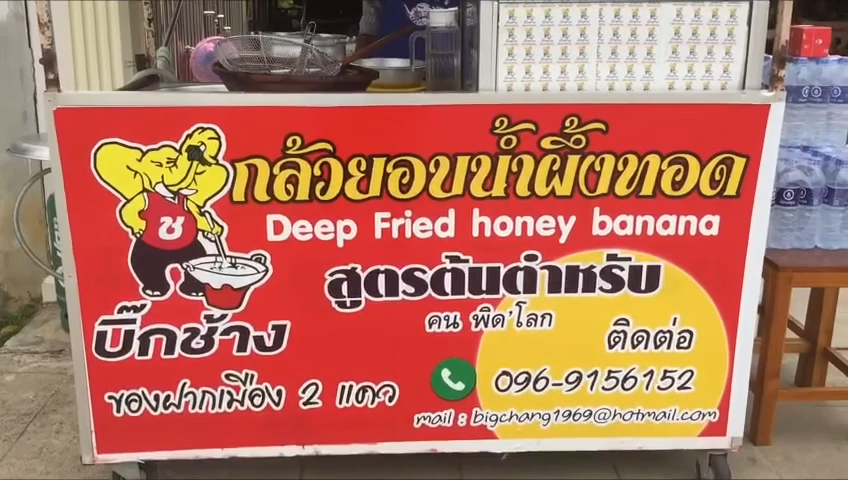 กล้วยอบน้ำผึ้งทอด
Deep Fried honey banana
ช
สูตรต้นตำหรับ
คน พิด'โลก
บิ๊ก ช้าง
ติดต่อ
ของฝากเมือง 2 แคว
096-9156152
mail : bigchang1969@hotmail.com